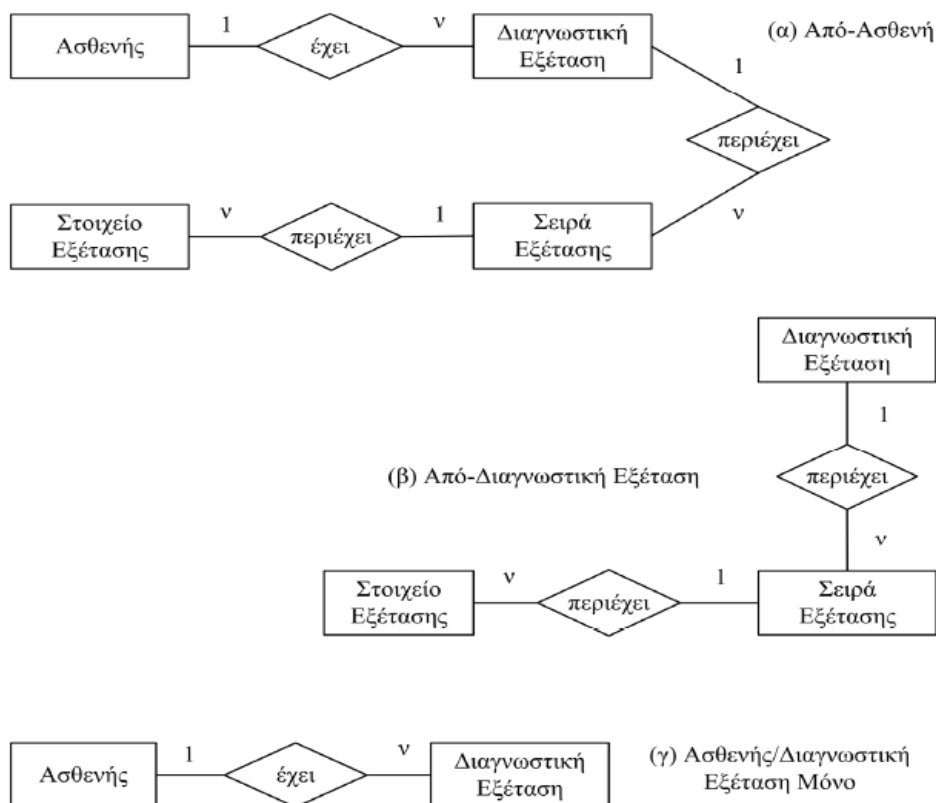 Ασθενής
1
έχει
ν
Διαγνωστική
Εξέταση
(α) Από-Ασθενή
1
περιέχει
ν
Στοιχείο
Εξέτασης
ν
περιέχει
1
Σειρά
Εξέτασης
Διαγνωστική
Εξέταση
1
περιέχει
ν
(β) Από-Διαγνωστική Εξέταση
Στοιχείο
Εξέτασης
ν
περιέχει
1
Σειρά
Εξέτασης
Ασθενής
1
έχει
ν
Διαγνωστική
Εξέταση
(γ) Ασθενής/Διαγνωστική
Εξέταση Μόνο